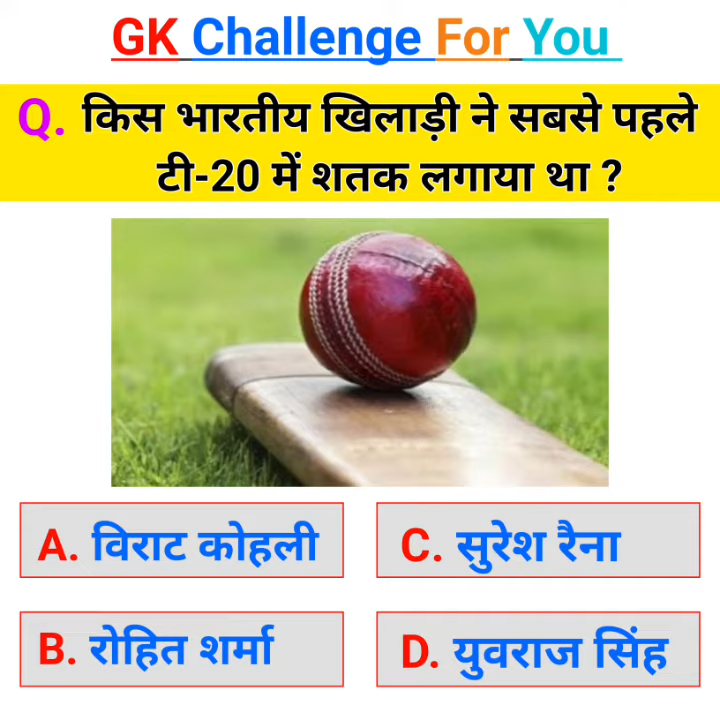 GK Challenge For You
Q. किस भारतीय खिलाड़ी ने सबसे पहले
टी-20 में शतक लगाया था ?
A. विराट कोहली
C. सुरेश रैना
B. रोहित शर्मा
D. युवराज सिंह